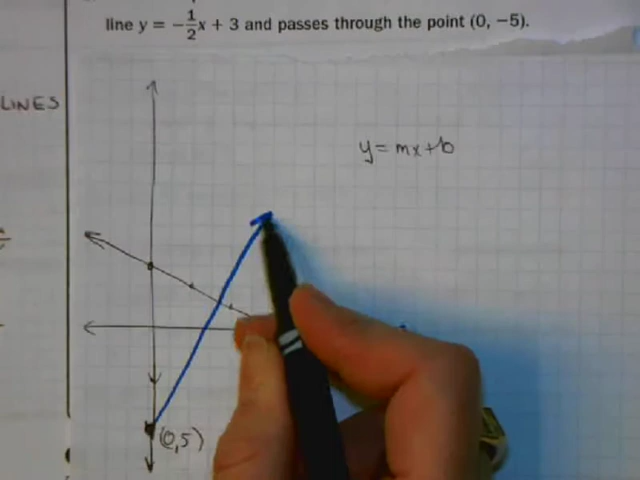 line y = -1/2x + 3 and passes through the point (0, -5).
LINES
y = mx+b
(0,5)